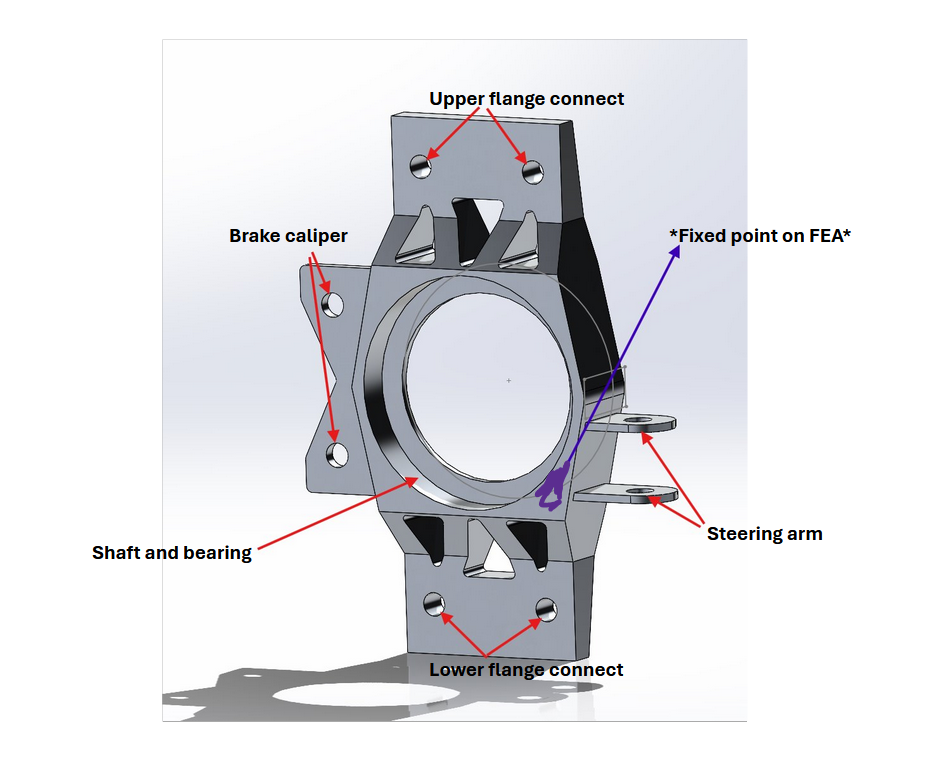 Upper flange connect
Brake caliper
*Fixed point on FEA*
Shaft and bearing
Steering arm
Lower flange connect